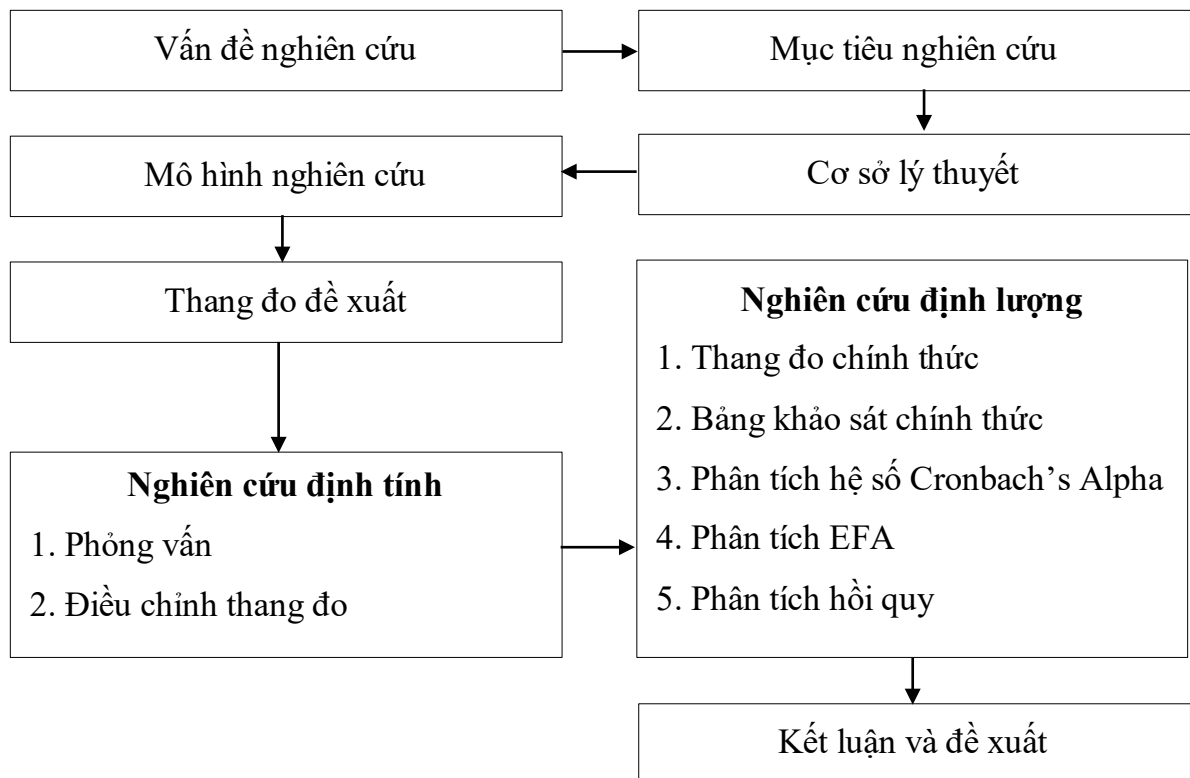 Vấn đề nghiên cứu
Mục tiêu nghiên cứu
Cơ sở lý thuyết
Mô hình nghiên cứu
Thang đo đề xuất
Nghiên cứu định tính
1. Phỏng vấn
2. Điều chỉnh thang đo
Nghiên cứu định lượng
1. Thang đo chính thức
2. Bảng khảo sát chính thức
3. Phân tích hệ số Cronbach’s Alpha
4. Phân tích EFA
5. Phân tích hồi quy
Kết luận và đề xuất